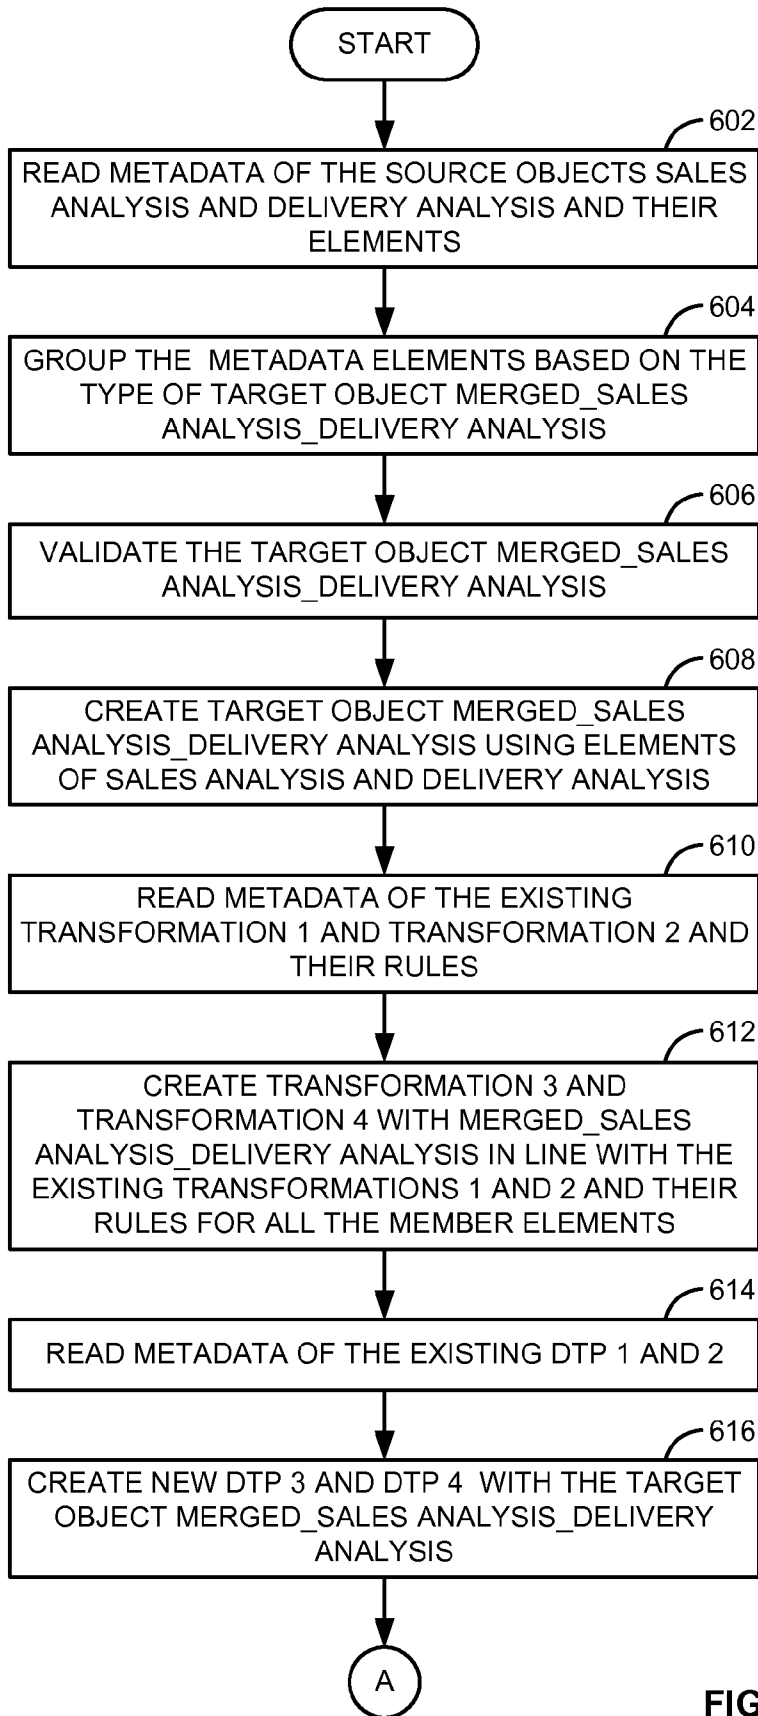 START
602
READ METADATA OF THE SOURCE OBJECTS SALES
ANALYSIS AND DELIVERY ANALYSIS AND THEIR
ELEMENTS
604
GROUP THE METADATA ELEMENTS BASED ON THE
TYPE OF TARGET OBJECT MERGED_SALES
ANALYSIS_DELIVERY ANALYSIS
606
VALIDATE THE TARGET OBJECT MERGED_SALES
ANALYSIS_DELIVERY ANALYSIS
608
CREATE TARGET OBJECT MERGED_SALES
ANALYSIS_DELIVERY ANALYSIS USING ELEMENTS
OF SALES ANALYSIS AND DELIVERY ANALYSIS
610
READ METADATA OF THE EXISTING
TRANSFORMATION 1 AND TRANSFORMATION 2 AND
THEIR RULES
612
CREATE TRANSFORMATION 3 AND
TRANSFORMATION 4 WITH MERGED_SALES
ANALYSIS_DELIVERY ANALYSIS IN LINE WITH THE
EXISTING TRANSFORMATIONS 1 AND 2 AND THEIR
RULES FOR ALL THE MEMBER ELEMENTS
614
READ METADATA OF THE EXISTING DTP 1 AND 2
616
CREATE NEW DTP 3 AND DTP 4 WITH THE TARGET
OBJECT MERGED_SALES ANALYSIS_DELIVERY
ANALYSIS
A
FIG